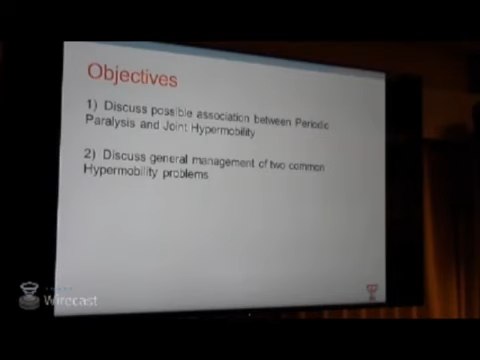 Objectives
1) Discuss possible association between Periodic
Paralysis and Joint Hypermobility
2) Discuss general management of two common
Hypermobility problems
Wirecast